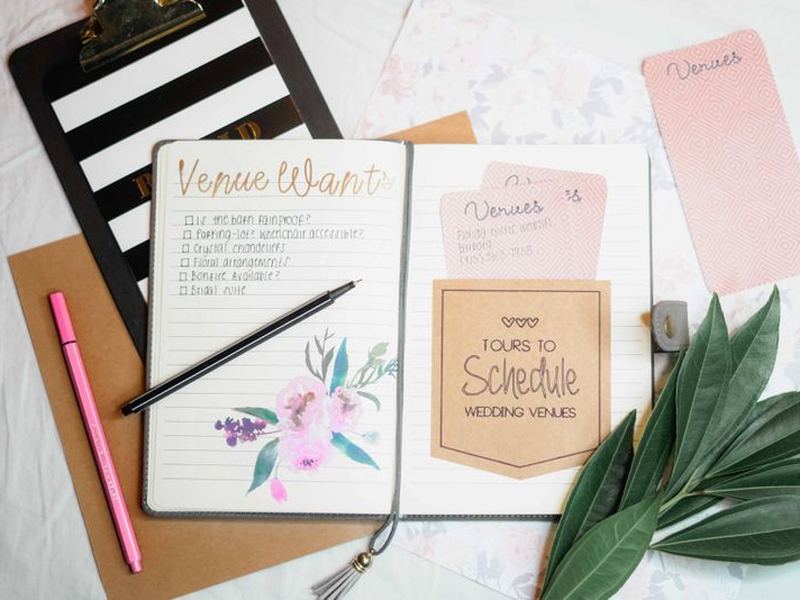 Venue Wants
Is the barn rainproof?
Parking-lot? Wheelchair accessible?
Crystal chandeliers
Floral arrangements
Bonfire Available?
Bridal Suite
Venues
TOURS TO
Schedule
WEDDING VENUES
Venues